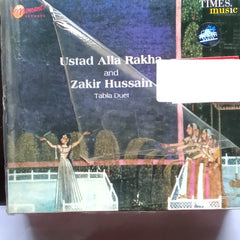 TIMES.
music
Ustad Alla Rakha
and
Zakir Hussain
Tabla Duet